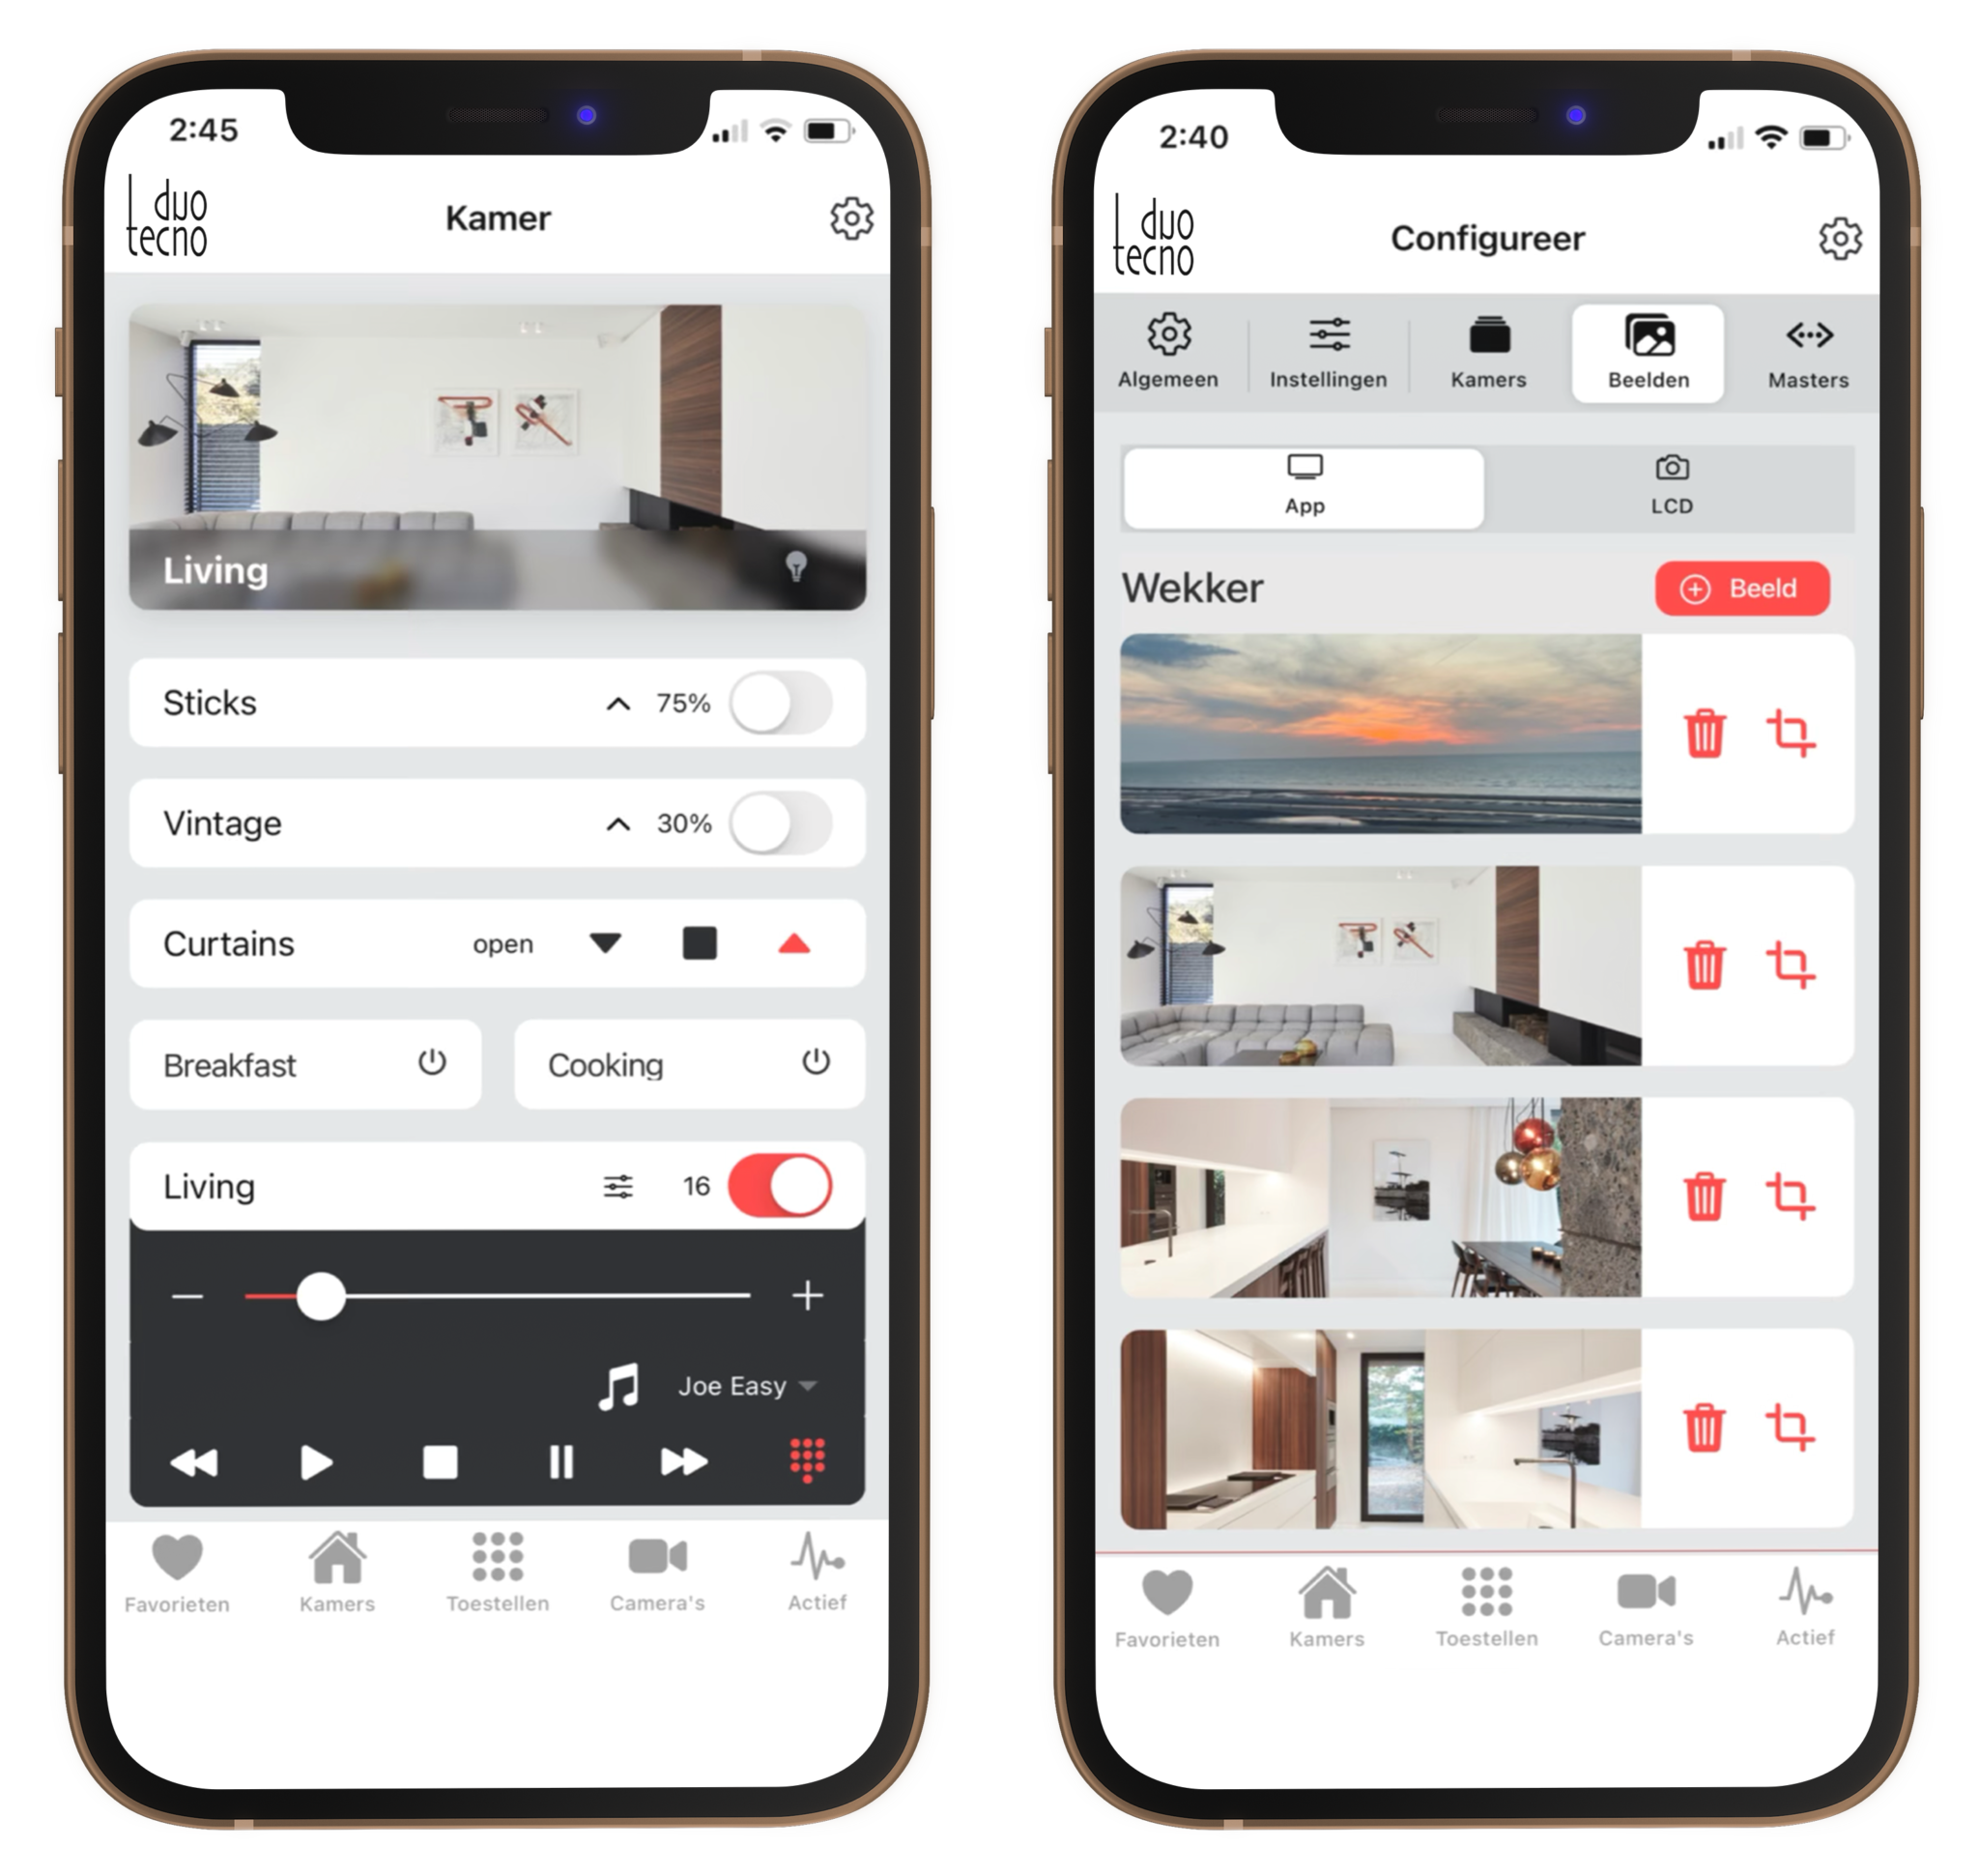 2:45
duo
tecno
Kamer
Living
Sticks 75%
Vintage 30%
Curtains open
Breakfast
Cooking
Living 16
Joe Easy
Favorieten
Kamers
Toestellen
Camera's
Actief
2:40
duo
tecno
Configureer
Algemeen
Instellingen
Kamers
Beelden
Masters
App
LCD
Wekker
Beeld
Favorieten
Kamers
Toestellen
Camera's
Actief